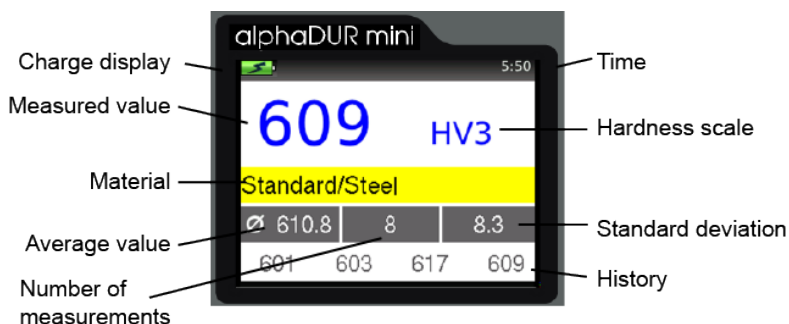 alphaDUR mini
Charge display
5:50
Time
Measured value
609 HV3
Hardness scale
Material
Standard/Steel
Average value
Ø 610.8 8 8.3
Standard deviation
601 603 617 609
History
Number of
measurements